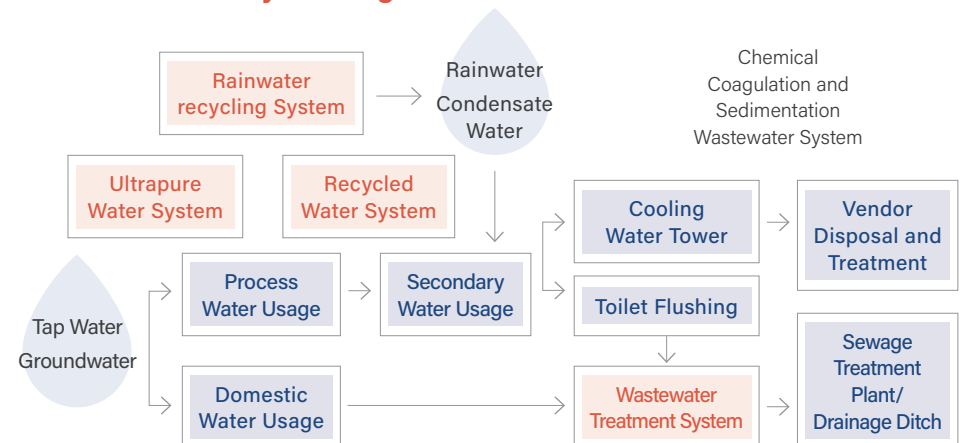 Rainwater
recycling System
Rainwater
Condensate
Water
Chemical
Coagulation and
Sedimentation
Wastewater System
Ultrapure
Water System
Recycled
Water System
Cooling
Water Tower
Vendor
Disposal and
Treatment
Tap Water
Groundwater
Process
Water Usage
Secondary
Water Usage
Toilet Flushing
Domestic
Water Usage
Wastewater
Treatment System
Sewage
Treatment
Plant/
Drainage Ditch